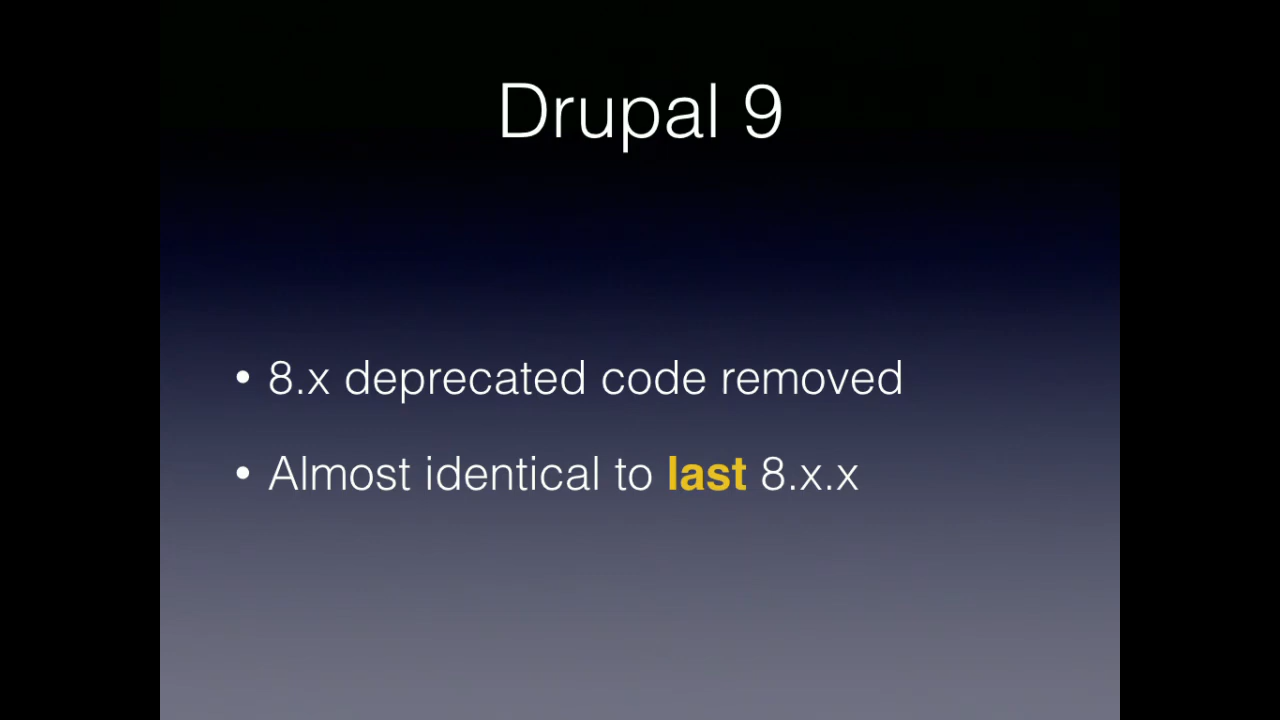 Drupal 9
• 8.x deprecated code removed
• Almost identical to last 8.x.x